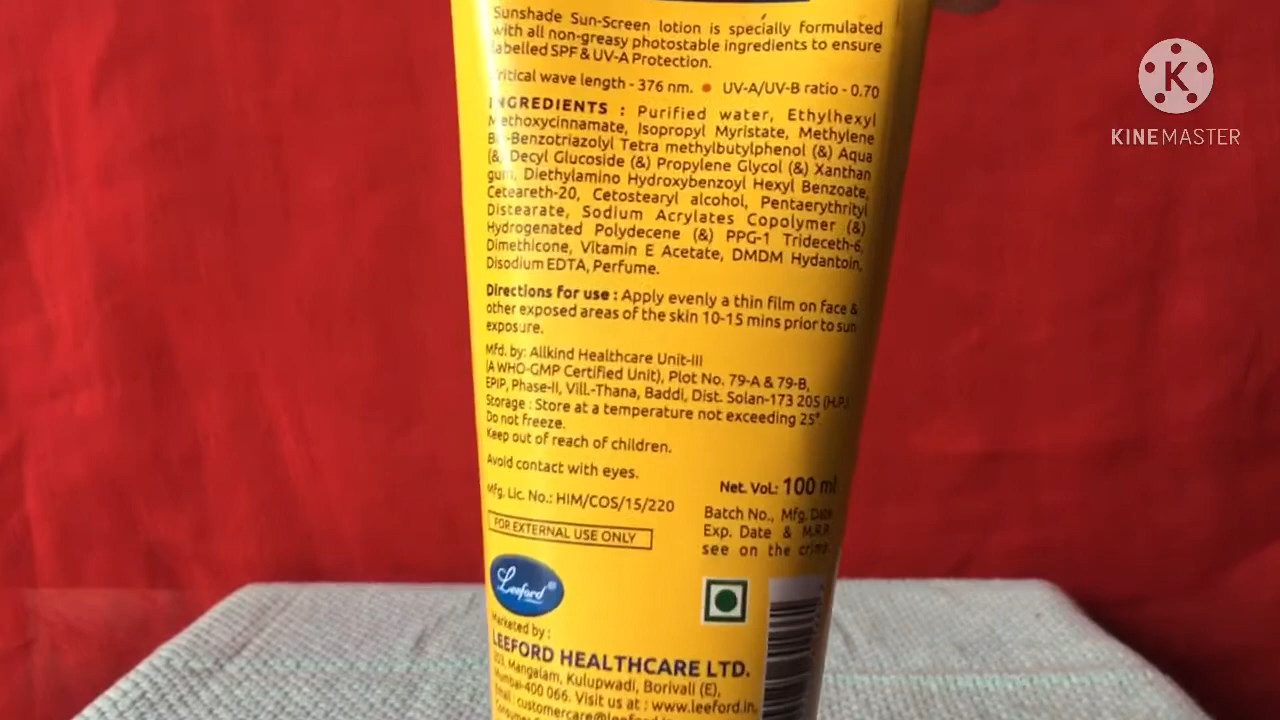 Sunshade Sun-Screen lotion is specially formulated
with all non-greasy photostable ingredients to ensure
labelled SPF & UV-A Protection.
Critical wave length - 376 nm. • UV-A/UV-B ratio - 0.70
INGREDIENTS : Purified water, Ethylhexyl
Methoxycinnamate, Isopropyl Myristate, Methylene
Bis-Benzotriazolyl Tetra methylbutylphenol (&) Aqua
(&) Decyl Glucoside (&) Propylene Glycol (&) Xanthan
gum, Diethylamino Hydroxybenzoyl Hexyl Benzoate,
Ceteareth-20, Cetostearyl alcohol, Pentaerythrityl
Distearate, Sodium Acrylates Copolymer (&)
Hydrogenated Polydecene (&) PPG-1 Trideceth-6,
Dimethicone, Vitamin E Acetate, DMDM Hydantoin,
Disodium EDTA, Perfume.
Directions for use : Apply evenly a thin film on face &
other exposed areas of the skin 10-15 mins prior to sun
exposure.
Mfd. by: Allkind Healthcare Unit-III
(A WHO-GMP Certified Unit), Plot No. 79-A & 79-B,
EPIP, Phase-II, Vill.-Thana, Baddi, Dist. Solan-173 205 (H.P.)
Storage : Store at a temperature not exceeding 25°.
Do not freeze.
Keep out of reach of children.
Avoid contact with eyes.
Mfg. Lic. No.: HIM/COS/15/220
FOR EXTERNAL USE ONLY
Net. Vol.: 100 ml
Batch No., Mfg. Date
Exp. Date & M.R.P.
see on the crimp.
Leeford®
Marketed by :
LEEFORD HEALTHCARE LTD.
303, Mangalam, Kulupwadi, Borivali (E),
Mumbai-400 066. Visit us at : www.leeford.in,
Email : customercare@leeford.in
KINEMASTER